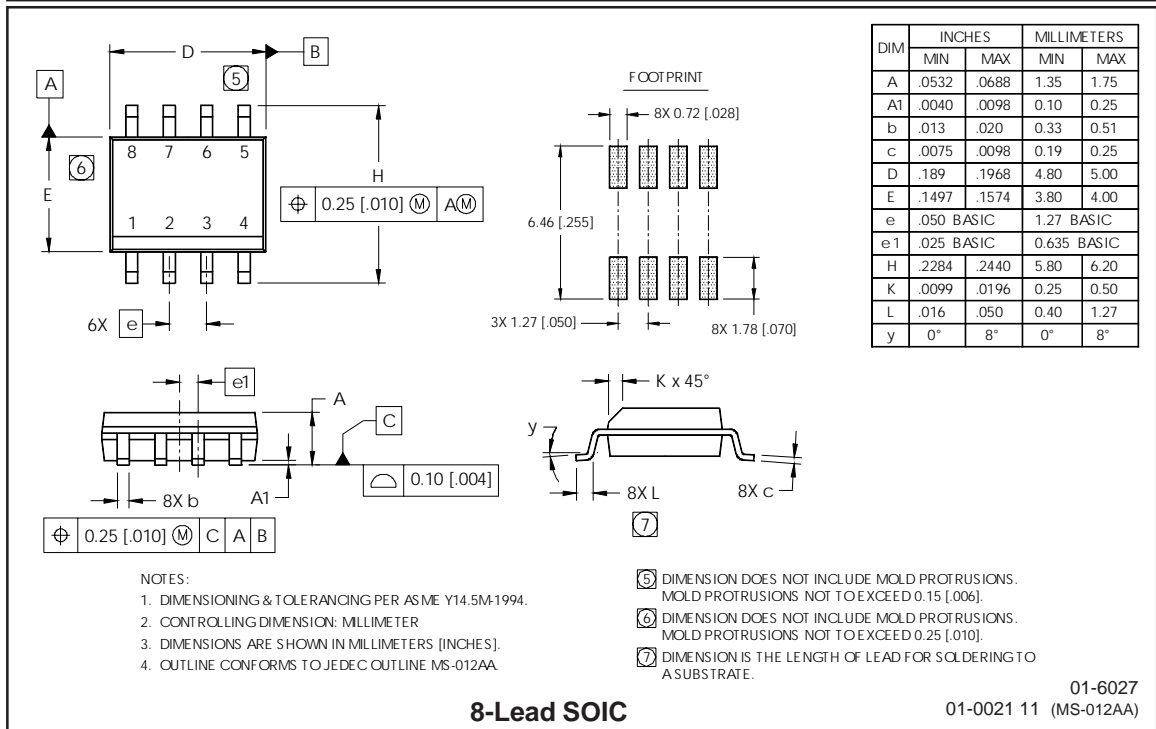 D
B
5
A
8 7 6 5
6
E
H
⌖ 0.25 [.010] Ⓜ AⓂ
1 2 3 4
6X e
FOOTPRINT
8X 0.72 [.028]
6.46 [.255]
3X 1.27 [.050]
8X 1.78 [.070]
DIM INCHES MILLIMETERS
MIN MAX MIN MAX
A .0532 .0688 1.35 1.75
A1 .0040 .0098 0.10 0.25
b .013 .020 0.33 0.51
c .0075 .0098 0.19 0.25
D .189 .1968 4.80 5.00
E .1497 .1574 3.80 4.00
e .050 BASIC 1.27 BASIC
e1 .025 BASIC 0.635 BASIC
H .2284 .2440 5.80 6.20
K .0099 .0196 0.25 0.50
L .016 .050 0.40 1.27
y 0° 8° 0° 8°
e1
A
C
0.10 [.004]
8X b
A1
⌖ 0.25 [.010] Ⓜ C A B
K x 45°
y
8X L
8X c
7
NOTES:
1. DIMENSIONING & TOLERANCING PER ASME Y14.5M-1994.
2. CONTROLLING DIMENSION: MILLIMETER
3. DIMENSIONS ARE SHOWN IN MILLIMETERS [INCHES].
4. OUTLINE CONFORMS TO JEDEC OUTLINE MS-012AA.
5 DIMENSION DOES NOT INCLUDE MOLD PROTRUSIONS.
MOLD PROTRUSIONS NOT TO EXCEED 0.15 [.006].
6 DIMENSION DOES NOT INCLUDE MOLD PROTRUSIONS.
MOLD PROTRUSIONS NOT TO EXCEED 0.25 [.010].
7 DIMENSION IS THE LENGTH OF LEAD FOR SOLDERING TO
A SUBSTRATE.
8-Lead SOIC
01-6027
01-0021 11 (MS-012AA)